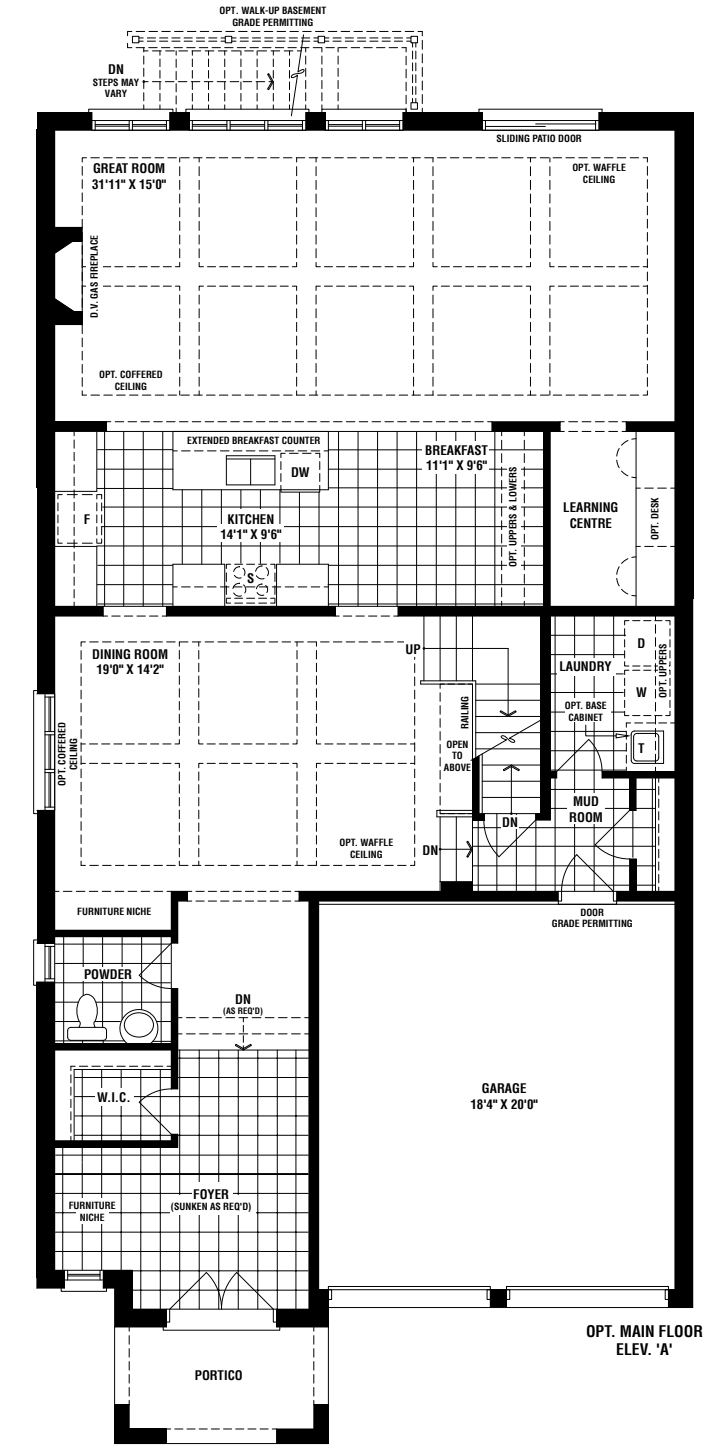 OPT. WALK-UP BASEMENT
GRADE PERMITTING
DN
STEPS MAY
VARY
SLIDING PATIO DOOR
GREAT ROOM
31'11" X 15'0"
OPT. WAFFLE
CEILING
D.V. GAS FIREPLACE
OPT. COFFERED
CEILING
EXTENDED BREAKFAST COUNTER
BREAKFAST
11'1" X 9'6"
DW
F
KITCHEN
14'1" X 9'6"
OPT. UPPERS & LOWERS
LEARNING
CENTRE
OPT. DESK
S
DINING ROOM
19'0" X 14'2"
UP
LAUNDRY
D
W
OPT. UPPERS
OPT. BASE
CABINET
T
RAILING
OPEN
TO
ABOVE
OPT. COFFERED
CEILING
MUD
ROOM
DN
OPT. WAFFLE
CEILING
DN
FURNITURE NICHE
DOOR
GRADE PERMITTING
POWDER
DN
(AS REQ'D)
GARAGE
18'4" X 20'0"
W.I.C.
FOYER
(SUNKEN AS REQ'D)
FURNITURE
NICHE
OPT. MAIN FLOOR
ELEV. 'A'
PORTICO